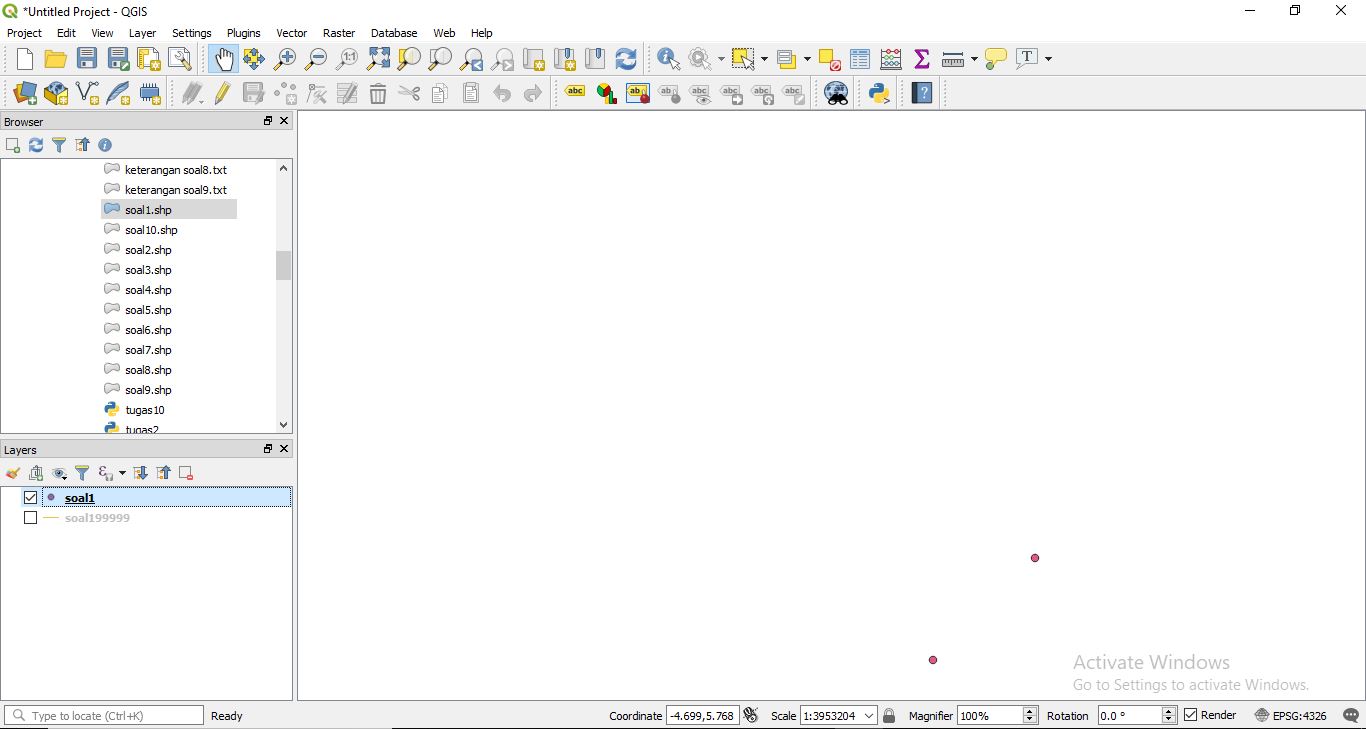 *Untitled Project - QGIS
Project Edit View Layer Settings Plugins Vector Raster Database Web Help
Browser
keterangan soal8.txt
keterangan soal9.txt
soal1.shp
soal10.shp
soal2.shp
soal3.shp
soal4.shp
soal5.shp
soal6.shp
soal7.shp
soal8.shp
soal9.shp
tugas10
tugas2
Layers
soal1
soal199999
Activate Windows
Go to Settings to activate Windows.
Type to locate (Ctrl+K) Ready Coordinate -4.699,5.768 Scale 1:3953204 Magnifier 100% Rotation 0.0 ° Render EPSG:4326